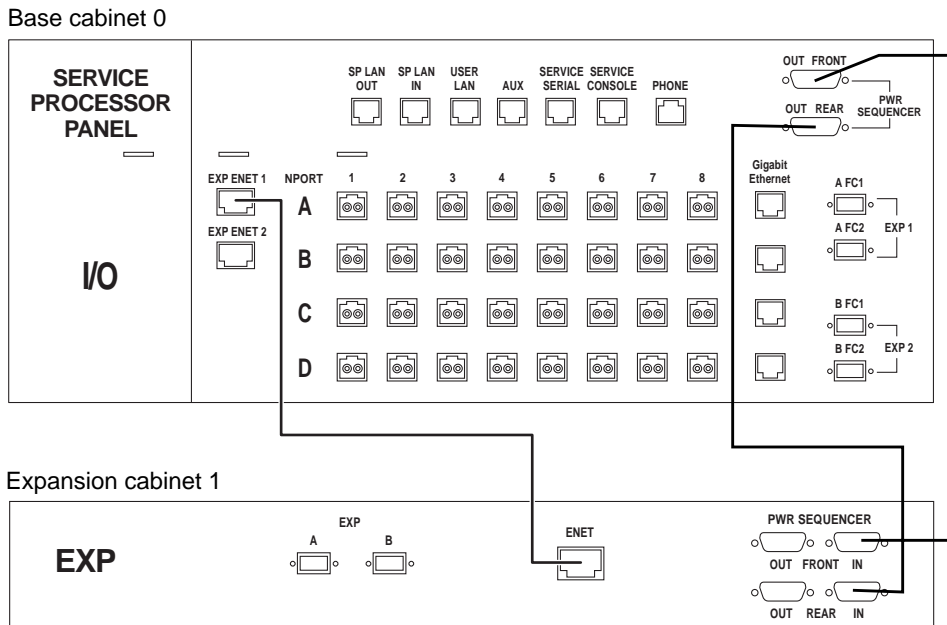 Base cabinet 0
SERVICE
PROCESSOR
PANEL
I/O
SP LAN
OUT
SP LAN
IN
USER
LAN
AUX
SERVICE
SERIAL
SERVICE
CONSOLE
PHONE
OUT FRONT
OUT REAR
PWR
SEQUENCER
EXP ENET 1
EXP ENET 2
NPORT 1 2 3 4 5 6 7 8
A
B
C
D
Gigabit
Ethernet
A FC1
A FC2
EXP 1
B FC1
B FC2
EXP 2
Expansion cabinet 1
EXP
EXP
A B
ENET
PWR SEQUENCER
OUT FRONT IN
OUT REAR IN